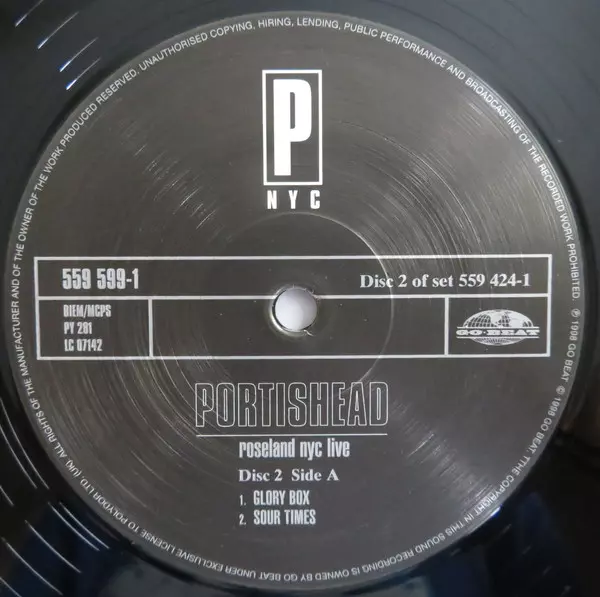 P
NYC
559 599-1
Disc 2 of set 559 424-1
BIEM/MCPS
PY 281
LC 07142
GO BEAT
PORTISHEAD
roseland nyc live
Disc 2 Side A
1. GLORY BOX
2. SOUR TIMES
ALL RIGHTS OF THE MANUFACTURER AND OF THE OWNER OF THE WORK PRODUCED RESERVED. UNAUTHORISED COPYING, HIRING, LENDING, PUBLIC PERFORMANCE AND BROADCASTING OF THE RECORDED WORK PROHIBITED. ℗ 1998 GO BEAT © 1998 GO BEAT. TTHE COPYRIGHT IN THIS SOUND RECORDING IS OWNED BY GO BEAT UNDER EXCLUSIVE LICENSE TO POLYDOR LTD. (UK)